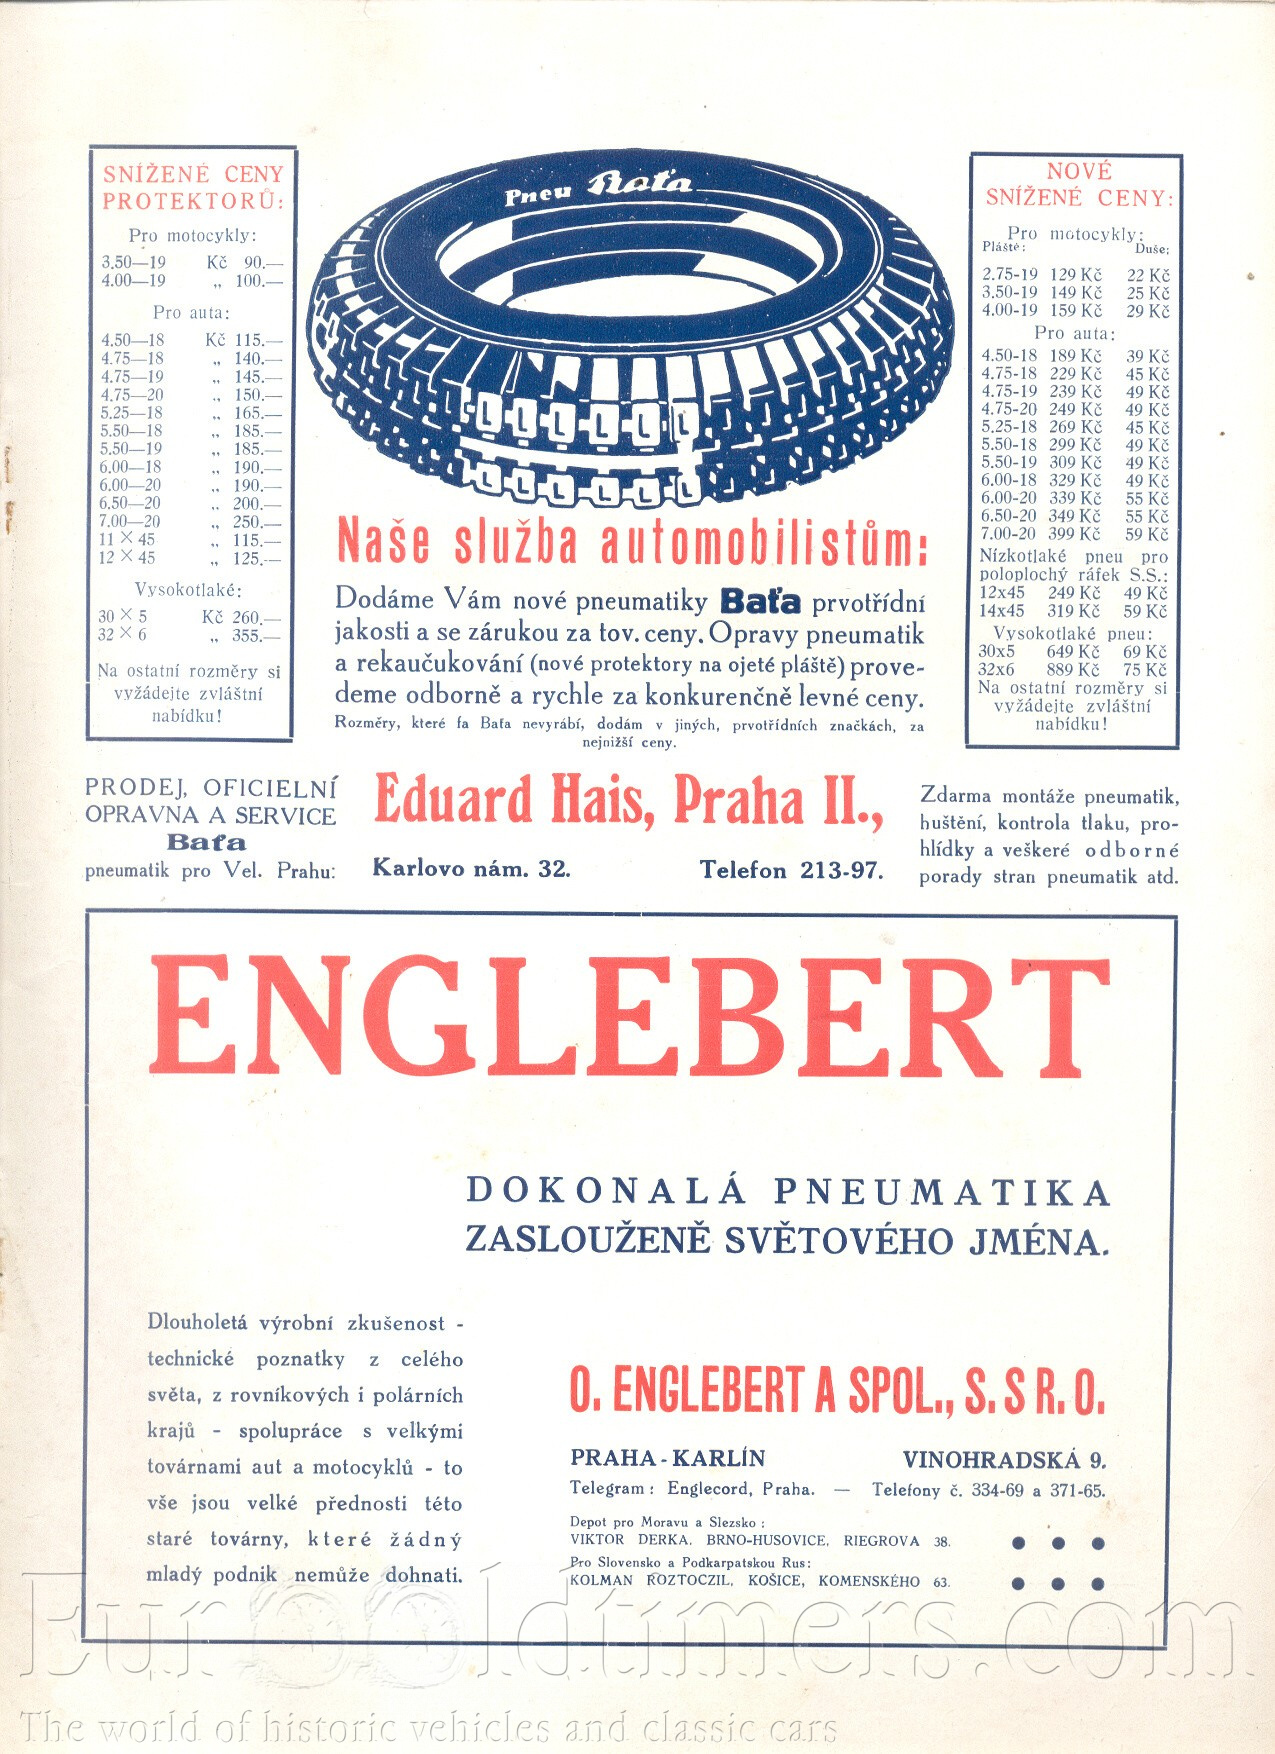 SNÍŽENÉ CENY
PROTEKTORŮ:
Pro motocykly:
3.50—19 Kč 90.—
4.00—19 „ 100.—
Pro auta:
4.50—18 Kč 115.—
4.75—18 „ 140.—
4.75—19 „ 145.—
4.75—20 „ 150.—
5.25—18 „ 165.—
5.50—18 „ 185.—
5.50—19 „ 185.—
6.00—18 „ 190.—
6.00—20 „ 190.—
6.50—20 „ 200.—
7.00—20 „ 250.—
11 × 45 „ 115.—
12 × 45 „ 125.—
Vysokotlaké:
30 × 5 Kč 260.—
32 × 6 „ 355.—
Na ostatní rozměry si
vyžádejte zvláštní
nabídku!
Pneu Baťa
Naše služba automobilistům:
Dodáme Vám nové pneumatiky Baťa prvotřídní
jakosti a se zárukou za tov. ceny. Opravy pneumatik
a rekaučukování (nové protektory na ojeté pláště) prove-
deme odborně a rychle za konkurenčně levné ceny.
Rozměry, které fa Baťa nevyrábí, dodám v jiných, prvotřídních značkách, za
nejnižší ceny.
NOVÉ
SNÍŽENÉ CENY:
Pro motocykly:
Pláště: Duše:
2.75-19 129 Kč 22 Kč
3.50-19 149 Kč 25 Kč
4.00-19 159 Kč 29 Kč
Pro auta:
4.50-18 189 Kč 39 Kč
4.75-18 229 Kč 45 Kč
4.75-19 239 Kč 49 Kč
4.75-20 249 Kč 49 Kč
5.25-18 269 Kč 45 Kč
5.50-18 299 Kč 49 Kč
5.50-19 309 Kč 49 Kč
6.00-18 329 Kč 49 Kč
6.00-20 339 Kč 55 Kč
6.50-20 349 Kč 55 Kč
7.00-20 399 Kč 59 Kč
Nízkotlaké pneu pro
poloplochý ráfek S.S.:
12x45 249 Kč 49 Kč
14x45 319 Kč 59 Kč
Vysokotlaké pneu:
30x5 649 Kč 69 Kč
32x6 889 Kč 75 Kč
Na ostatní rozměry si
vyžádejte zvláštní
nabídku!
PRODEJ, OFICIELNÍ
OPRAVNA A SERVICE
Baťa
pneumatik pro Vel. Prahu:
Eduard Hais, Praha II.,
Karlovo nám. 32. Telefon 213-97.
Zdarma montáže pneumatik,
huštění, kontrola tlaku, pro-
hlídky a veškeré odborné
porady stran pneumatik atd.
ENGLEBERT
DOKONALÁ PNEUMATIKA
ZASLOUŽENĚ SVĚTOVÉHO JMÉNA.
Dlouholetá výrobní zkušenost -
technické poznatky z celého
světa, z rovníkových i polárních
krajů - spolupráce s velkými
továrnami aut a motocyklů - to
vše jsou velké přednosti této
staré továrny, které žádný
mladý podnik nemůže dohnati.
O. ENGLEBERT A SPOL., S. S R. O.
PRAHA - KARLÍN VINOHRADSKÁ 9.
Telegram: Englecord, Praha. — Telefony č. 334-69 a 371-65.
Depot pro Moravu a Slezsko:
VIKTOR DERKA, BRNO-HUSOVICE, RIEGROVA 38.
Pro Slovensko a Podkarpatskou Rus:
KOLMAN ROZTOCZIL, KOŠICE, KOMENSKÉHO 63.
EuroOldtimers.com
The world of historic vehicles and classic cars